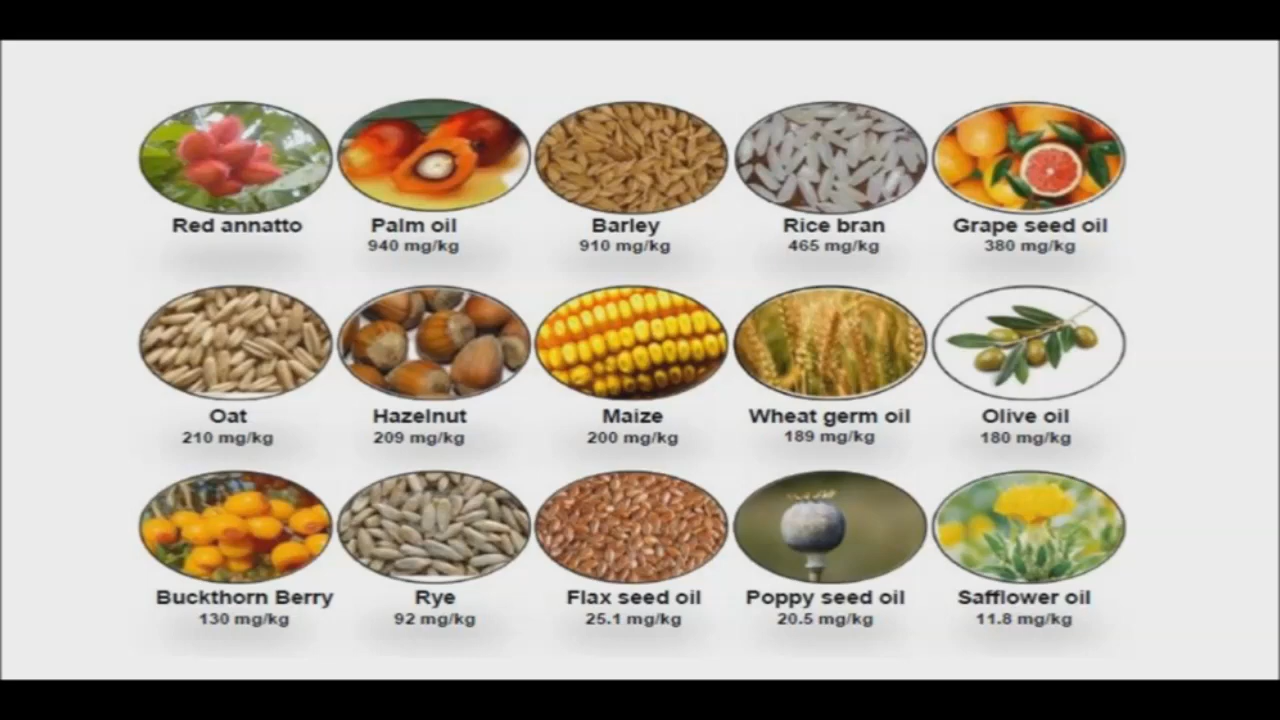 Red annatto
Palm oil
940 mg/kg
Barley
910 mg/kg
Rice bran
465 mg/kg
Grape seed oil
380 mg/kg
Oat
210 mg/kg
Hazelnut
209 mg/kg
Maize
200 mg/kg
Wheat germ oil
189 mg/kg
Olive oil
180 mg/kg
Buckthorn Berry
130 mg/kg
Rye
92 mg/kg
Flax seed oil
25.1 mg/kg
Poppy seed oil
20.5 mg/kg
Safflower oil
11.8 mg/kg